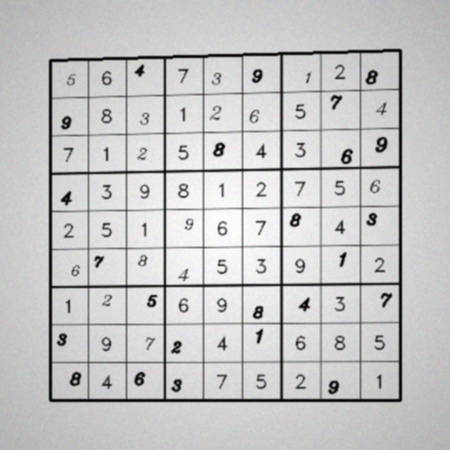 5 6 4 7 3 9 1 2 8
9 8 3 1 2 6 5 7 4
7 1 2 5 8 4 3 6 9
4 3 9 8 1 2 7 5 6
2 5 1 9 6 7 8 4 3
6 7 8 4 5 3 9 1 2
1 2 5 6 9 8 4 3 7
3 9 7 2 4 1 6 8 5
8 4 6 3 7 5 2 9 1